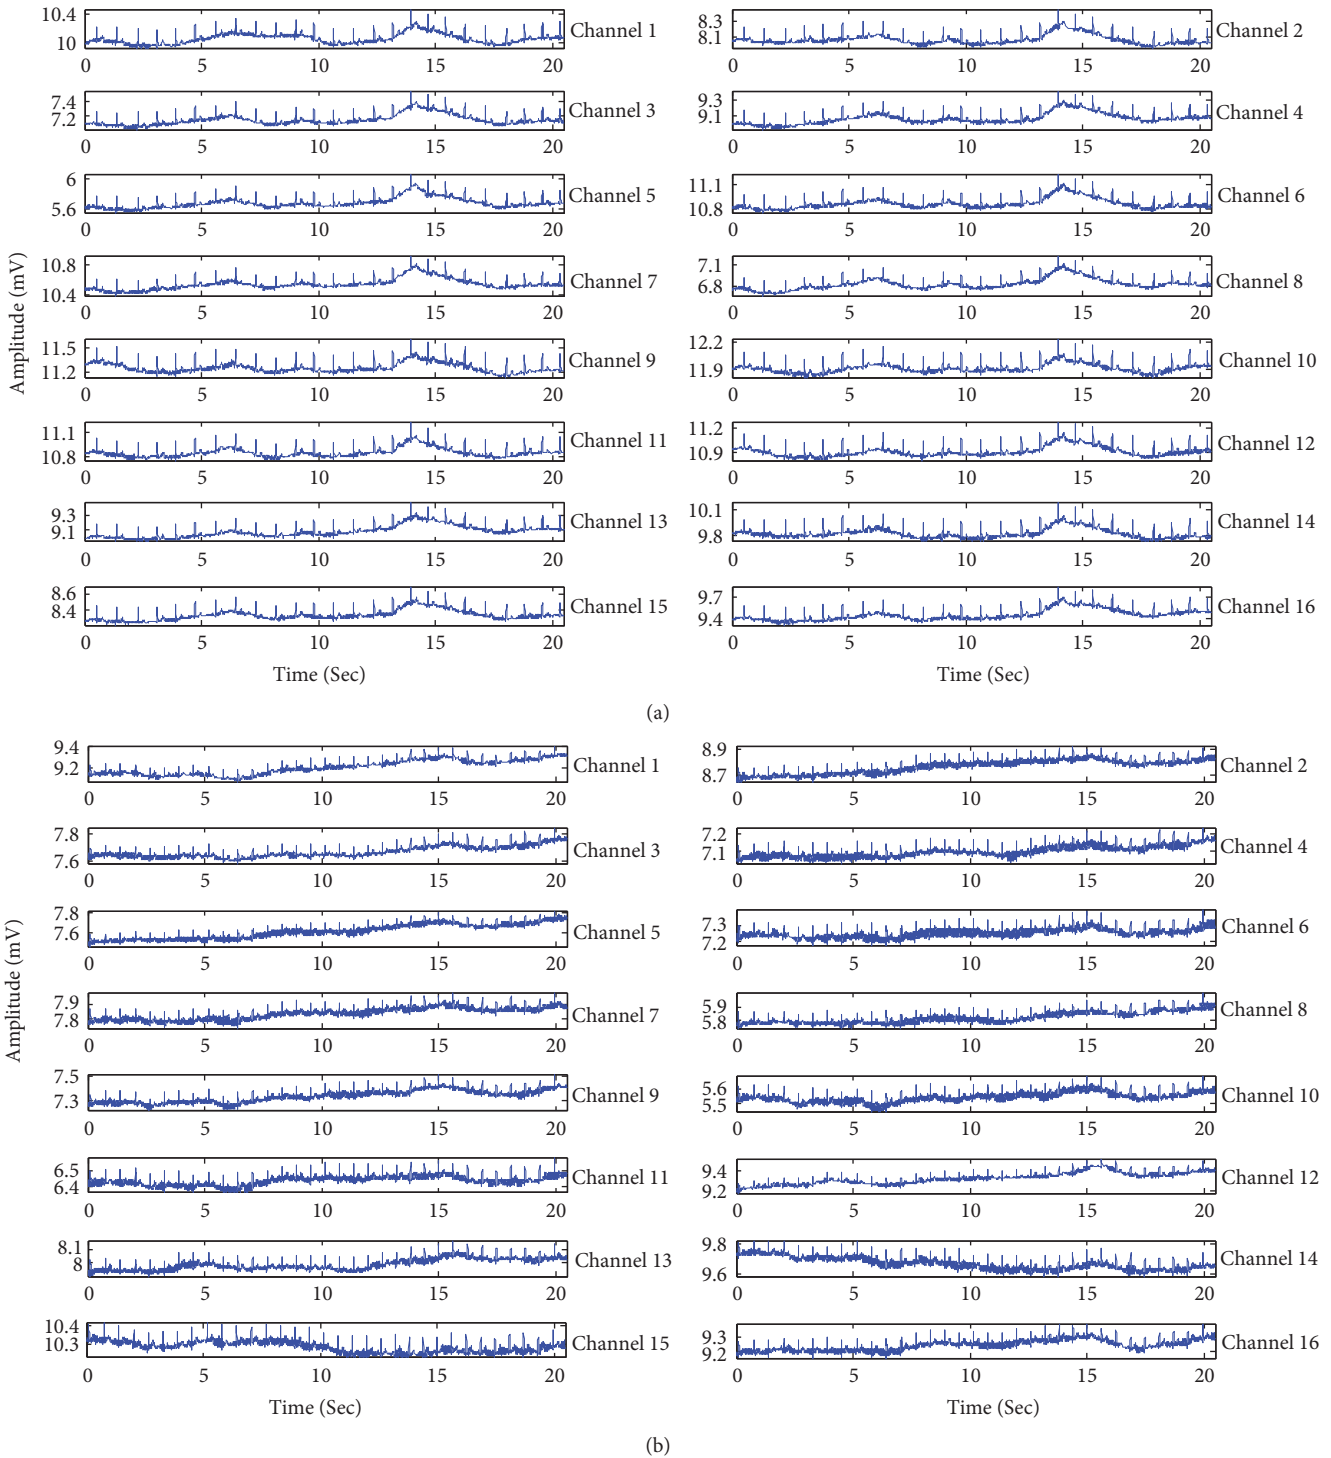 10.4
10
0 5 10 15 20
Channel 1
8.3
8.1
0 5 10 15 20
Channel 2
7.4
7.2
0 5 10 15 20
Channel 3
9.3
9.1
0 5 10 15 20
Channel 4
6
5.6
0 5 10 15 20
Channel 5
11.1
10.8
0 5 10 15 20
Channel 6
10.8
10.4
0 5 10 15 20
Channel 7
7.1
6.8
0 5 10 15 20
Channel 8
11.5
11.2
0 5 10 15 20
Channel 9
12.2
11.9
0 5 10 15 20
Channel 10
11.1
10.8
0 5 10 15 20
Channel 11
11.2
10.9
0 5 10 15 20
Channel 12
9.3
9.1
0 5 10 15 20
Channel 13
10.1
9.8
0 5 10 15 20
Channel 14
8.6
8.4
0 5 10 15 20
Channel 15
9.7
9.4
0 5 10 15 20
Channel 16
Amplitude (mV)
Time (Sec)
Time (Sec)
(a)
9.4
9.2
0 5 10 15 20
Channel 1
8.9
8.7
0 5 10 15 20
Channel 2
7.8
7.6
0 5 10 15 20
Channel 3
7.2
7.1
0 5 10 15 20
Channel 4
7.8
7.6
0 5 10 15 20
Channel 5
7.3
7.2
0 5 10 15 20
Channel 6
7.9
7.8
0 5 10 15 20
Channel 7
5.9
5.8
0 5 10 15 20
Channel 8
7.5
7.3
0 5 10 15 20
Channel 9
5.6
5.5
0 5 10 15 20
Channel 10
6.5
6.4
0 5 10 15 20
Channel 11
9.4
9.2
0 5 10 15 20
Channel 12
8.1
8
0 5 10 15 20
Channel 13
9.8
9.6
0 5 10 15 20
Channel 14
10.4
10.3
0 5 10 15 20
Channel 15
9.3
9.2
0 5 10 15 20
Channel 16
Amplitude (mV)
Time (Sec)
Time (Sec)
(b)